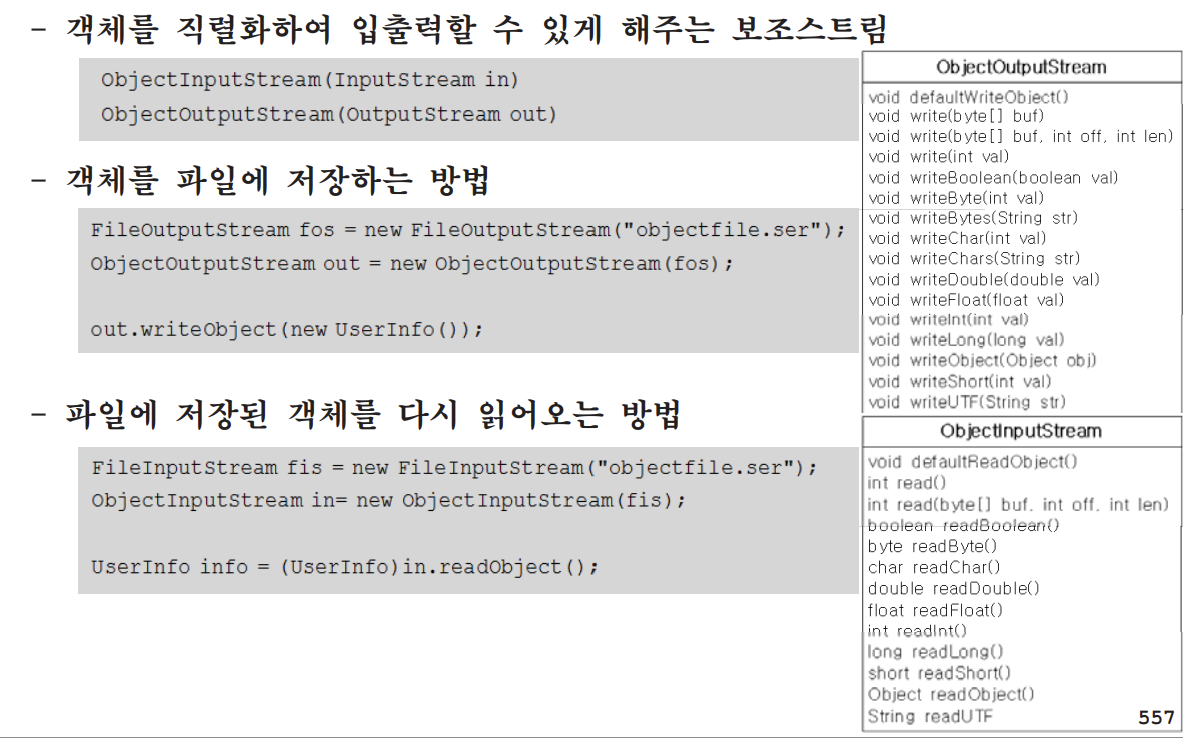 - 객체를 직렬화하여 입출력할 수 있게 해주는 보조스트림
ObjectInputStream(InputStream in)
ObjectOutputStream(OutputStream out)
- 객체를 파일에 저장하는 방법
FileOutputStream fos = new FileOutputStream("objectfile.ser");
ObjectOutputStream out = new ObjectOutputStream(fos);
out.writeObject(new UserInfo());
- 파일에 저장된 객체를 다시 읽어오는 방법
FileInputStream fis = new FileInputStream("objectfile.ser");
ObjectInputStream in= new ObjectInputStream(fis);
UserInfo info = (UserInfo)in.readObject();
ObjectOutputStream
void defaultWriteObject()
void write(byte[] buf)
void write(byte[] buf, int off, int len)
void write(int val)
void writeBoolean(boolean val)
void writeByte(int val)
void writeBytes(String str)
void writeChar(int val)
void writeChars(String str)
void writeDouble(double val)
void writeFloat(float val)
void writeInt(int val)
void writeLong(long val)
void writeObject(Object obj)
void writeShort(int val)
void writeUTF(String str)
ObjectInputStream
void defaultReadObject()
int read()
int read(byte[] buf, int off, int len)
boolean readBoolean()
byte readByte()
char readChar()
double readDouble()
float readFloat()
int readInt()
long readLong()
short readShort()
Object readObject()
String readUTF
557